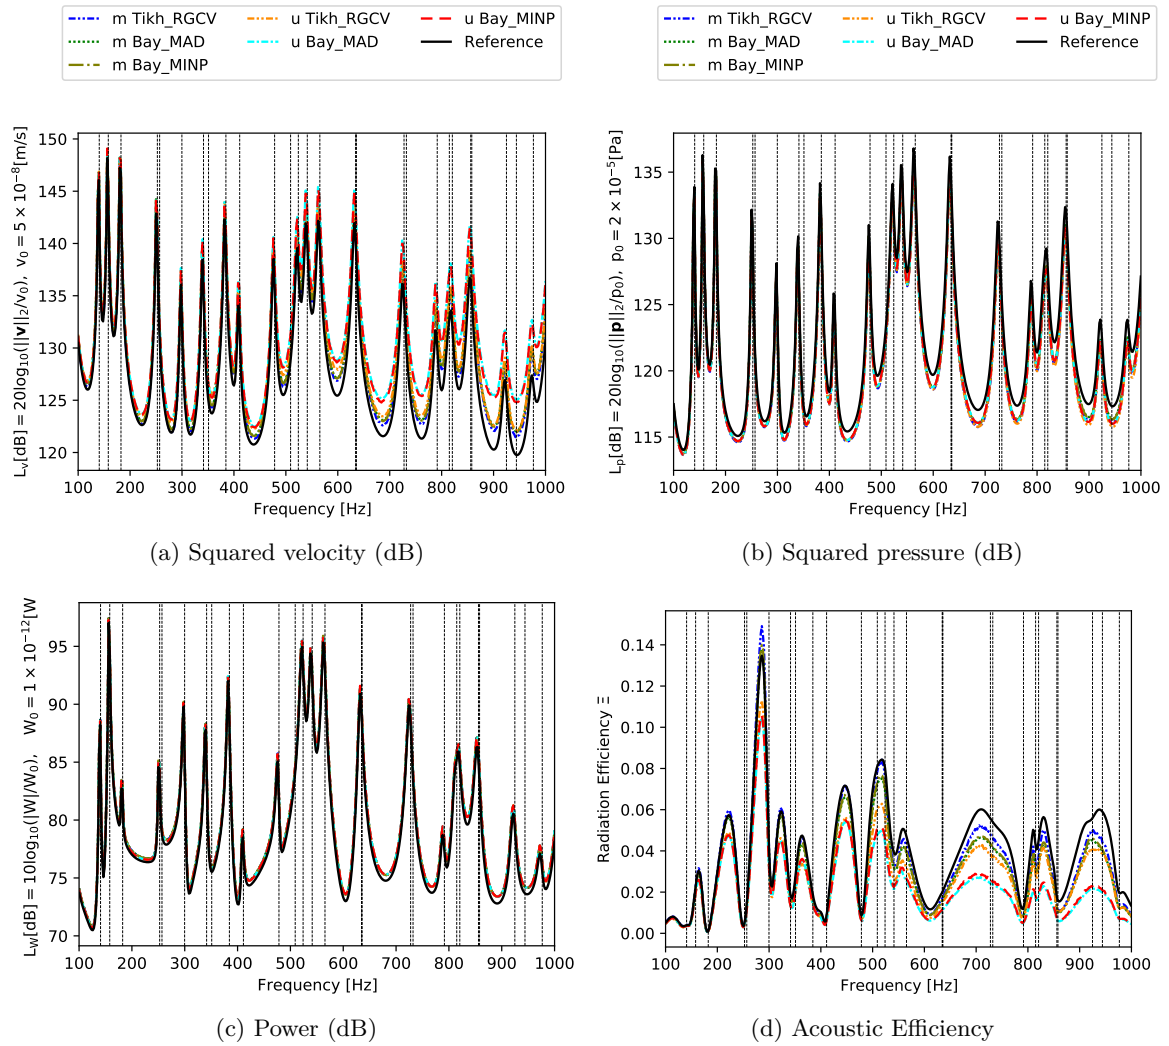 m Tikh_RGCV u Tikh_RGCV u Bay_MINP
m Bay_MAD u Bay_MAD Reference
m Bay_MINP
m Tikh_RGCV u Tikh_RGCV u Bay_MINP
m Bay_MAD u Bay_MAD Reference
m Bay_MINP
L_v[dB] = 20log₁₀(||v||₂/v₀), v₀ = 5 × 10⁻⁸[m/s]
150
145
140
135
130
125
120
100 200 300 400 500 600 700 800 900 1000
Frequency [Hz]
(a) Squared velocity (dB)
L_p[dB] = 20log₁₀(||p||₂/p₀), p₀ = 2 × 10⁻⁵[Pa]
135
130
125
120
115
100 200 300 400 500 600 700 800 900 1000
Frequency [Hz]
(b) Squared pressure (dB)
L_W[dB] = 10log₁₀(|W|/W₀), W₀ = 1 × 10⁻¹²[W
95
90
85
80
75
70
100 200 300 400 500 600 700 800 900 1000
Frequency [Hz]
(c) Power (dB)
Radiation Efficiency Ξ
0.14
0.12
0.10
0.08
0.06
0.04
0.02
0.00
100 200 300 400 500 600 700 800 900 1000
Frequency [Hz]
(d) Acoustic Efficiency